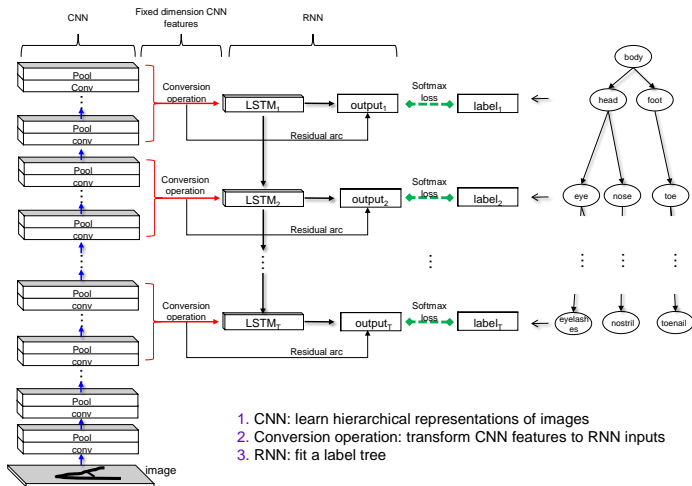 CNN
Fixed dimension CNN
features
RNN
Pool
Conv
Pool
conv
Conversion
operation
LSTM1
output1
Softmax
loss
label1
Residual arc
body
head
foot
Pool
conv
Pool
conv
Conversion
operation
LSTM2
output2
Softmax
loss
label2
Residual arc
eye
nose
toe
Pool
conv
Pool
conv
Conversion
operation
LSTMT
outputT
Softmax
loss
labelT
Residual arc
eyelash
es
nostril
toenail
Pool
conv
Pool
conv
image
1. CNN: learn hierarchical representations of images
2. Conversion operation: transform CNN features to RNN inputs
3. RNN: fit a label tree